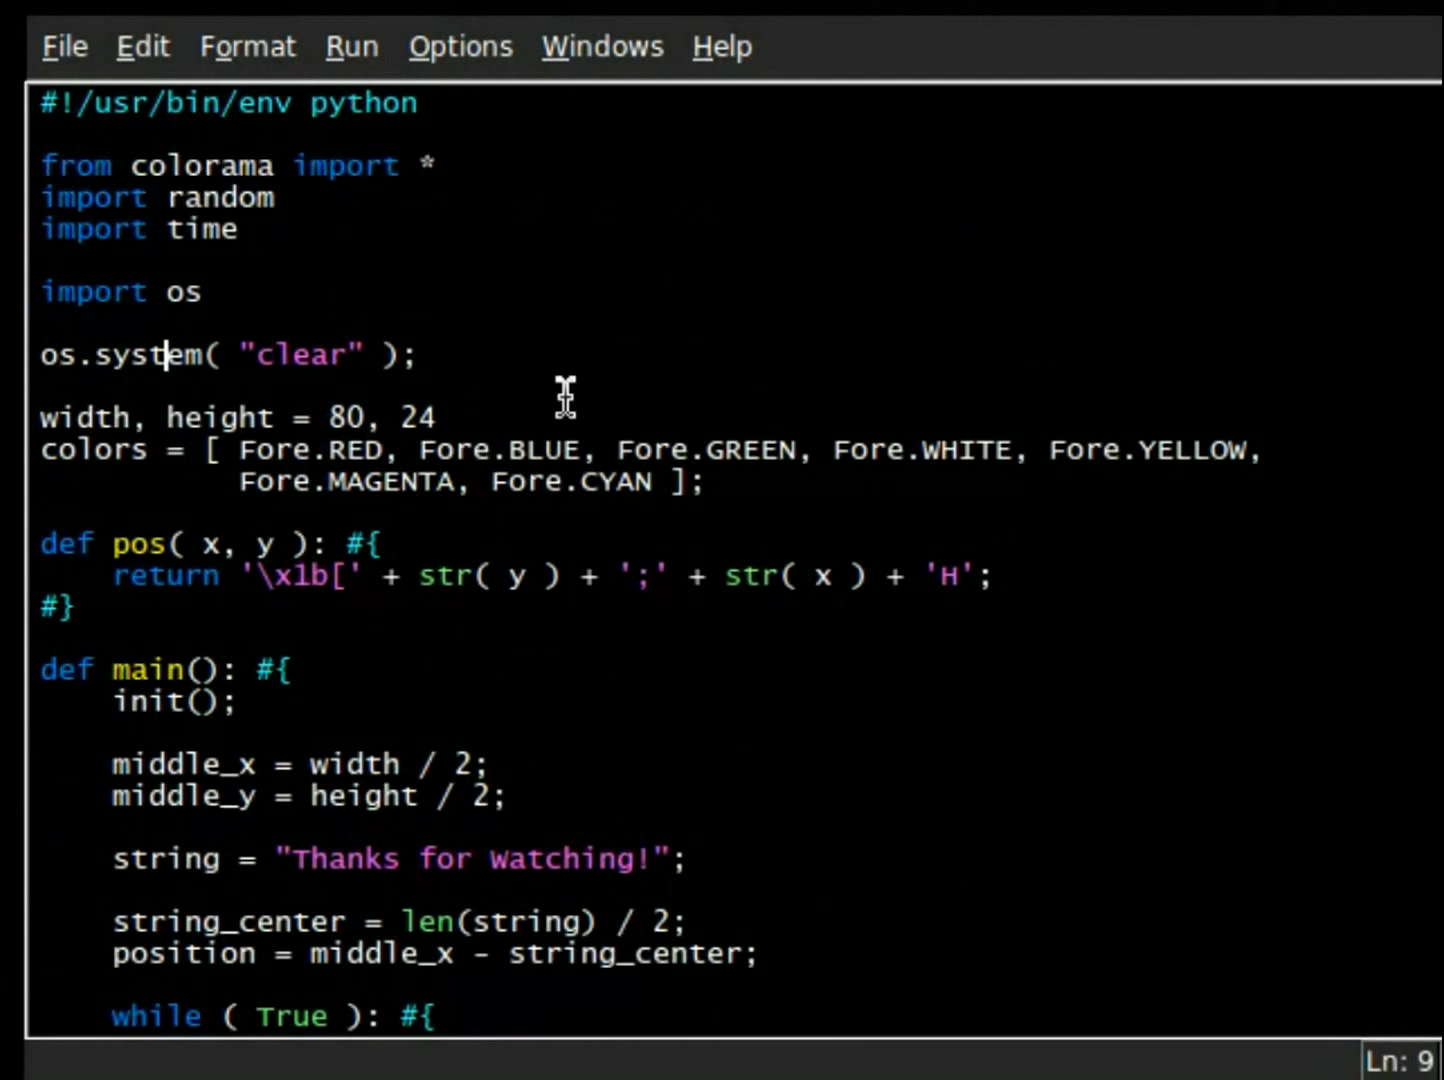 File Edit Format Run Options Windows Help
#!/usr/bin/env python
from colorama import *
import random
import time
import os
os.system( "clear" );
width, height = 80, 24
colors = [ Fore.RED, Fore.BLUE, Fore.GREEN, Fore.WHITE, Fore.YELLOW,
           Fore.MAGENTA, Fore.CYAN ];
def pos( x, y ): #{
    return '\x1b[' + str( y ) + ';' + str( x ) + 'H';
#}
def main(): #{
    init();
    middle_x = width / 2;
    middle_y = height / 2;
    string = "Thanks for Watching!";
    string_center = len(string) / 2;
    position = middle_x - string_center;
    while ( True ): #{
Ln: 9